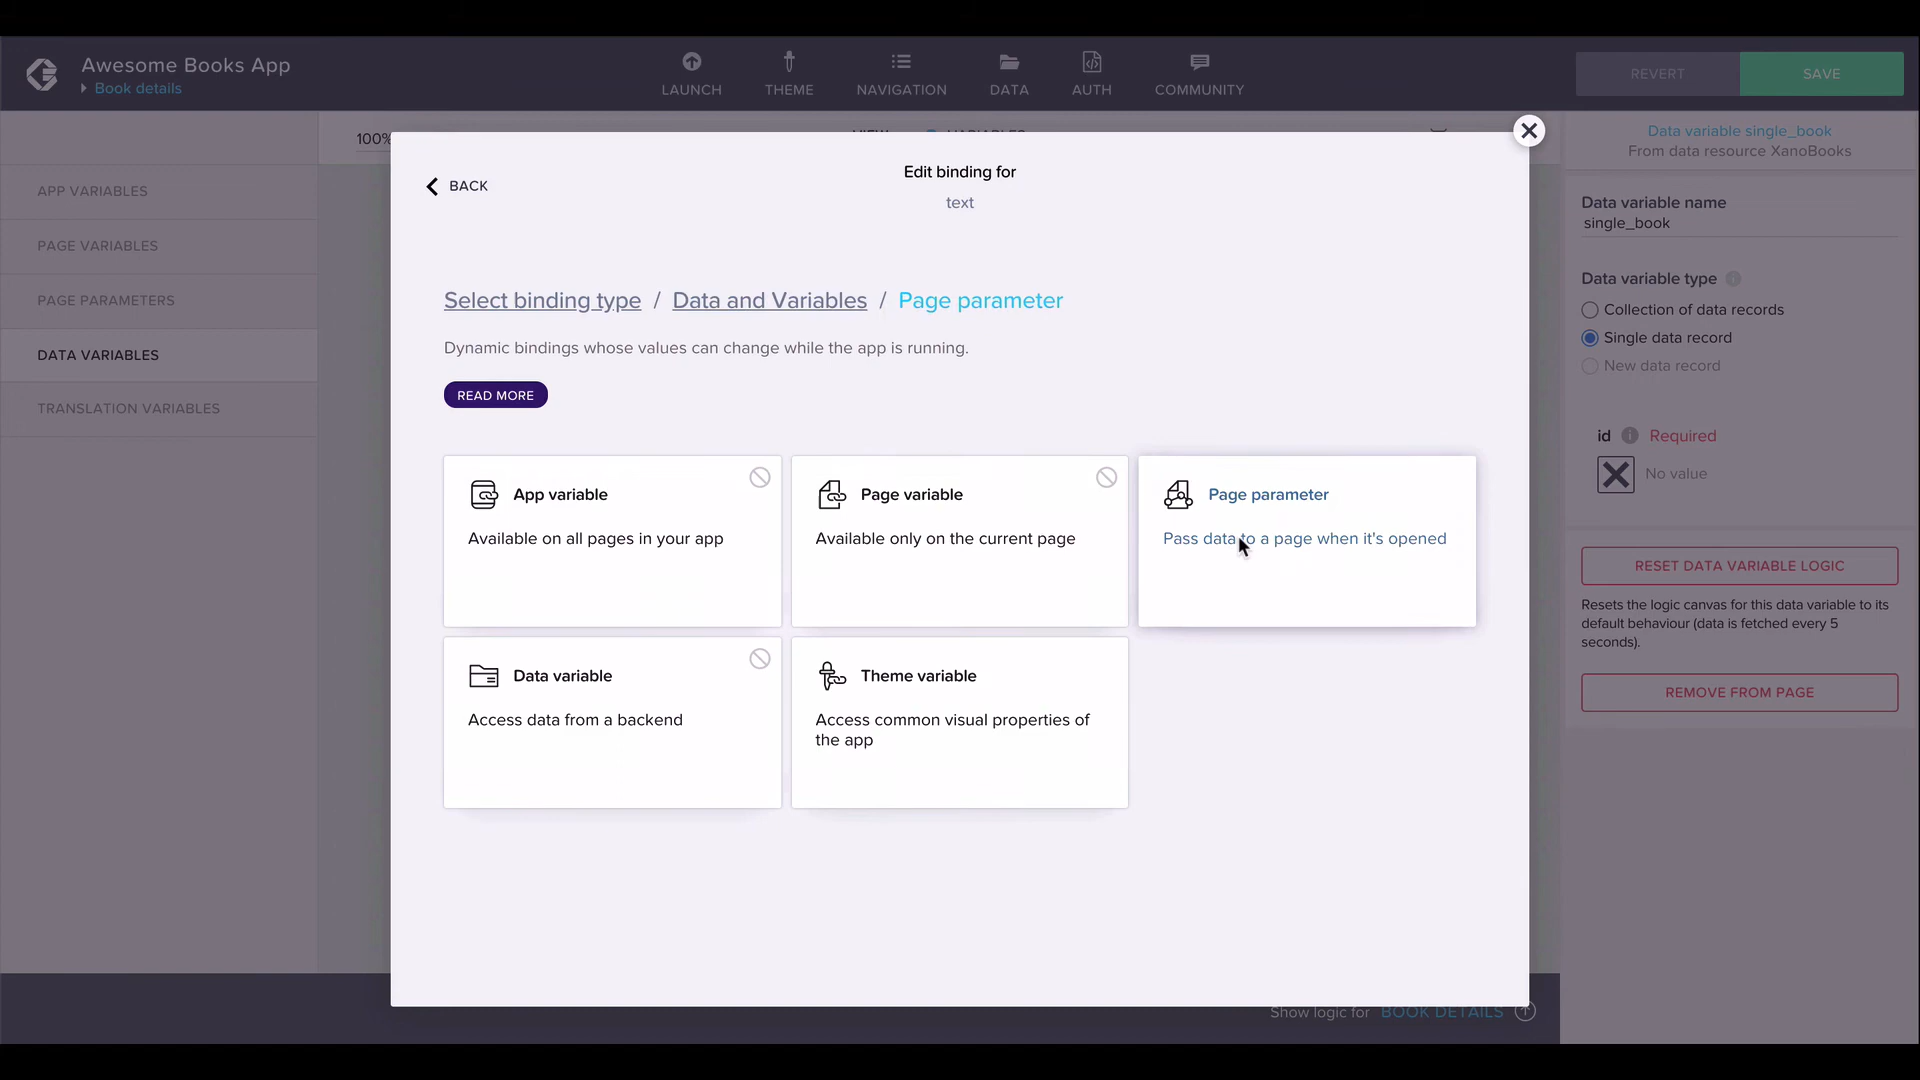 Awesome Books App
Book details
LAUNCH
THEME
NAVIGATION
DATA
AUTH
COMMUNITY
REVERT
SAVE
100%
VIEW
VARIABLES
APP VARIABLES
PAGE VARIABLES
PAGE PARAMETERS
DATA VARIABLES
TRANSLATION VARIABLES
BACK
Edit binding for
text
Select binding type / Data and Variables / Page parameter
Dynamic bindings whose values can change while the app is running.
READ MORE
App variable
Available on all pages in your app
Page variable
Available only on the current page
Page parameter
Pass data to a page when it's opened
Data variable
Access data from a backend
Theme variable
Access common visual properties of
the app
Data variable single_book
From data resource XanoBooks
Data variable name
single_book
Data variable type
Collection of data records
Single data record
New data record
id Required
No value
RESET DATA VARIABLE LOGIC
Resets the logic canvas for this data variable to its
default behaviour (data is fetched every 5
seconds).
REMOVE FROM PAGE
Show logic for BOOK DETAILS